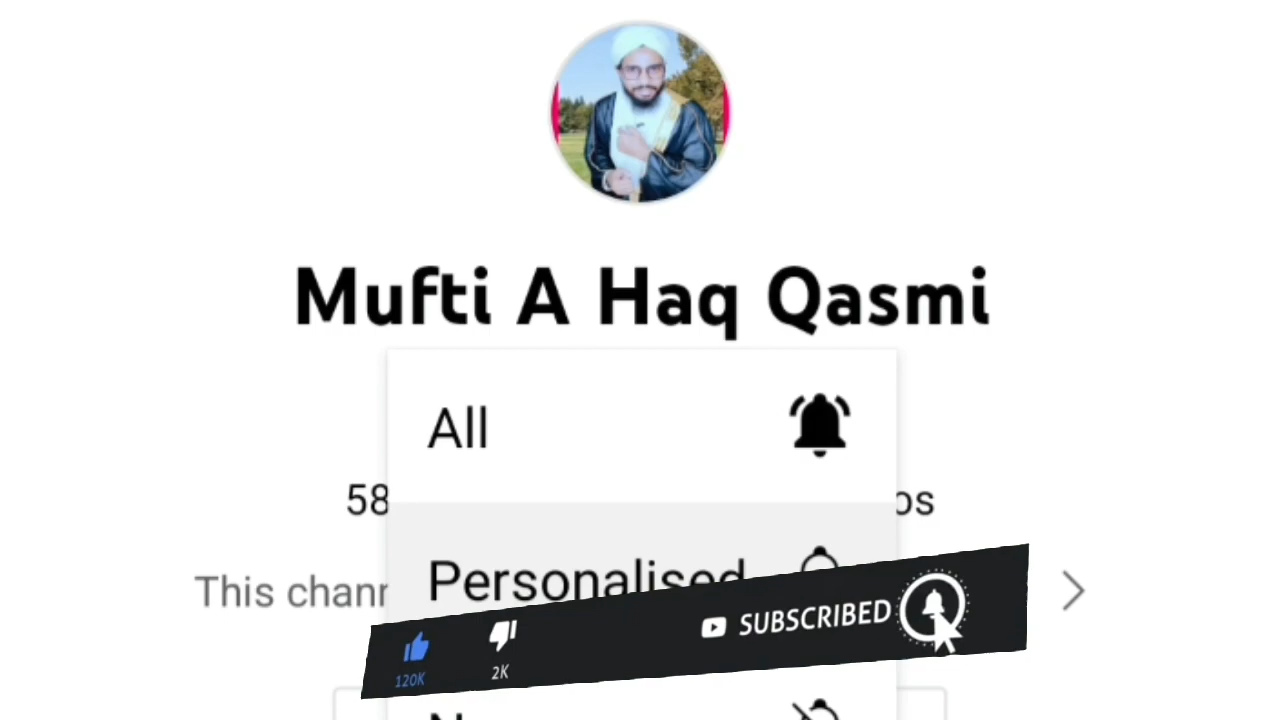 Mufti A Haq Qasmi
All
58
os
This chann
Personalised
SUBSCRIBED
120K
2K